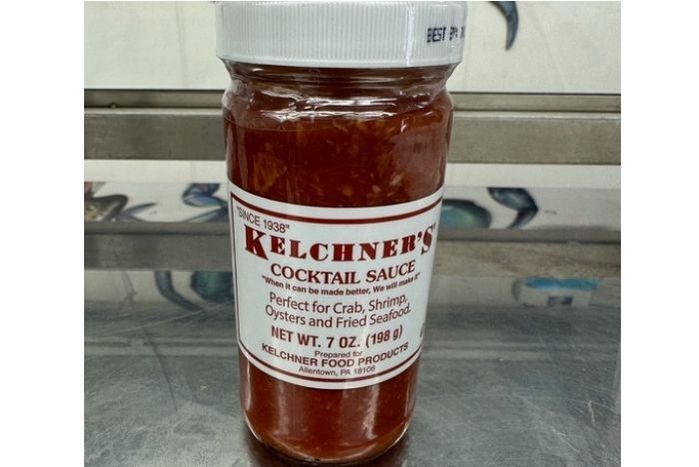 BEST BY
"SINCE 1938"
KELCHNER'S
COCKTAIL SAUCE
"When it can be made better, We will make it"
Perfect for Crab, Shrimp,
Oysters and Fried Seafood.
NET WT. 7 OZ. (198 g)
Prepared for
KELCHNER FOOD PRODUCTS
Allentown, PA 18106